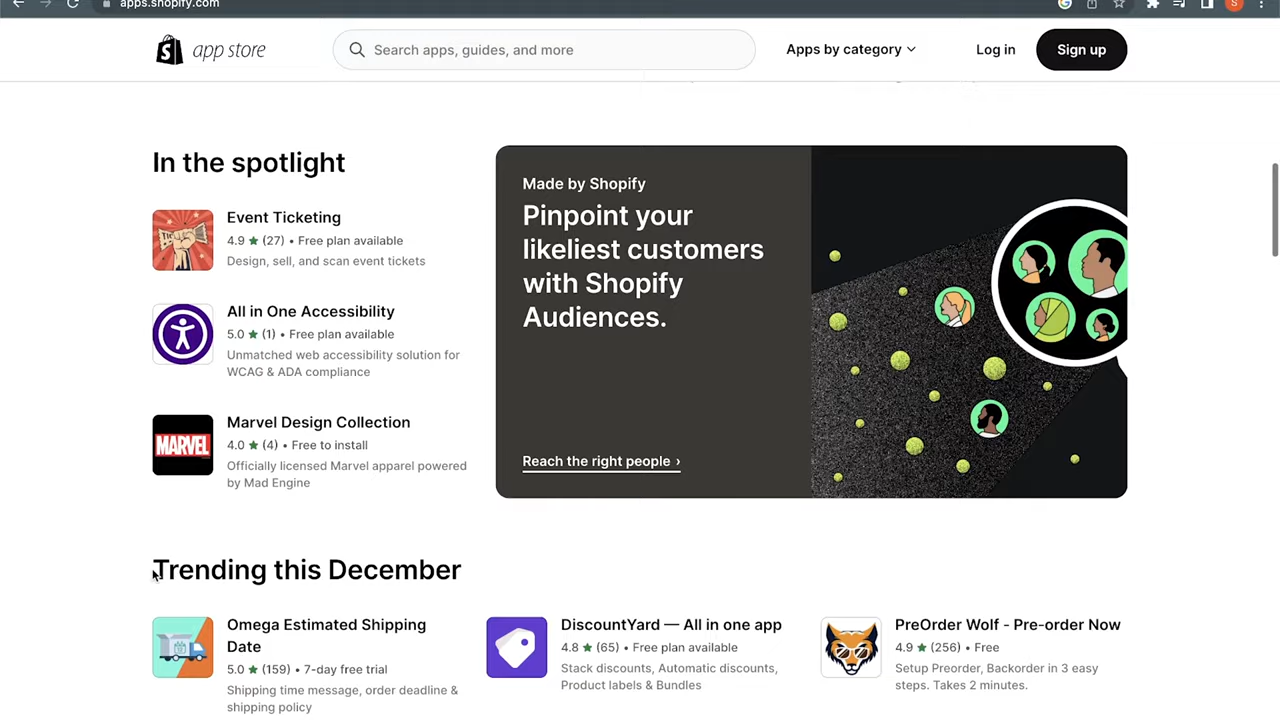 apps.shopify.com
app store
Search apps, guides, and more
Apps by category
Log in
Sign up
In the spotlight
Event Ticketing
4.9 ★ (27) • Free plan available
Design, sell, and scan event tickets
All in One Accessibility
5.0 ★ (1) • Free plan available
Unmatched web accessibility solution for
WCAG & ADA compliance
MARVEL
Marvel Design Collection
4.0 ★ (4) • Free to install
Officially licensed Marvel apparel powered
by Mad Engine
Made by Shopify
Pinpoint your
likeliest customers
with Shopify
Audiences.
Reach the right people ›
Trending this December
Omega Estimated Shipping
Date
5.0 ★ (159) • 7-day free trial
Shipping time message, order deadline &
shipping policy
DiscountYard — All in one app
4.8 ★ (65) • Free plan available
Stack discounts, Automatic discounts,
Product labels & Bundles
PreOrder Wolf - Pre-order Now
4.9 ★ (256) • Free
Setup Preorder, Backorder in 3 easy
steps. Takes 2 minutes.